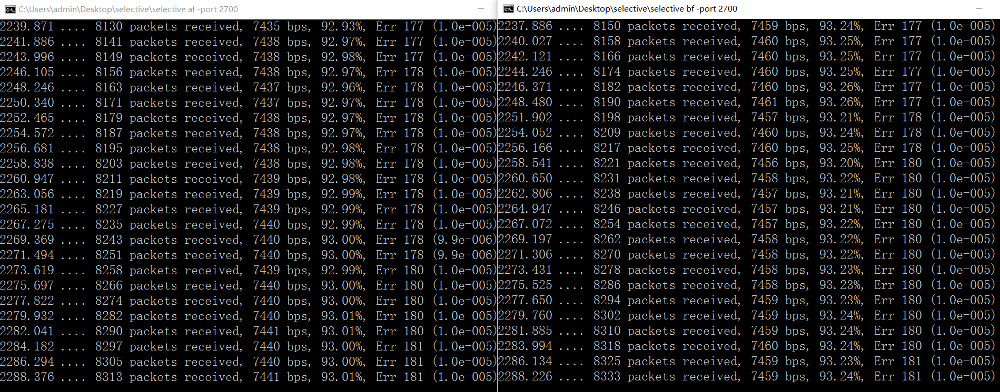 C:\Users\admin\Desktop\selective\selective af -port 2700
2239.871 .... 8130 packets received, 7435 bps, 92.93%, Err 177 (1.0e-005)
2241.886 .... 8141 packets received, 7438 bps, 92.97%, Err 177 (1.0e-005)
2243.996 .... 8149 packets received, 7438 bps, 92.98%, Err 177 (1.0e-005)
2246.105 .... 8156 packets received, 7438 bps, 92.97%, Err 178 (1.0e-005)
2248.246 .... 8163 packets received, 7437 bps, 92.96%, Err 178 (1.0e-005)
2250.340 .... 8171 packets received, 7437 bps, 92.97%, Err 178 (1.0e-005)
2252.465 .... 8179 packets received, 7438 bps, 92.97%, Err 178 (1.0e-005)
2254.572 .... 8187 packets received, 7438 bps, 92.97%, Err 178 (1.0e-005)
2256.681 .... 8195 packets received, 7438 bps, 92.98%, Err 178 (1.0e-005)
2258.838 .... 8203 packets received, 7438 bps, 92.98%, Err 178 (1.0e-005)
2260.947 .... 8211 packets received, 7439 bps, 92.98%, Err 178 (1.0e-005)
2263.056 .... 8219 packets received, 7439 bps, 92.99%, Err 178 (1.0e-005)
2265.181 .... 8227 packets received, 7439 bps, 92.99%, Err 178 (1.0e-005)
2267.275 .... 8235 packets received, 7440 bps, 92.99%, Err 178 (1.0e-005)
2269.369 .... 8243 packets received, 7440 bps, 93.00%, Err 178 (9.9e-006)
2271.494 .... 8251 packets received, 7440 bps, 93.00%, Err 178 (9.9e-006)
2273.619 .... 8258 packets received, 7439 bps, 92.99%, Err 180 (1.0e-005)
2275.697 .... 8266 packets received, 7440 bps, 93.00%, Err 180 (1.0e-005)
2277.822 .... 8274 packets received, 7440 bps, 93.00%, Err 180 (1.0e-005)
2279.932 .... 8282 packets received, 7440 bps, 93.01%, Err 180 (1.0e-005)
2282.041 .... 8290 packets received, 7441 bps, 93.01%, Err 180 (1.0e-005)
2284.182 .... 8297 packets received, 7440 bps, 93.00%, Err 181 (1.0e-005)
2286.294 .... 8305 packets received, 7440 bps, 93.00%, Err 181 (1.0e-005)
2288.376 .... 8313 packets received, 7441 bps, 93.01%, Err 181 (1.0e-005)
C:\Users\admin\Desktop\selective\selective bf -port 2700
2237.886 .... 8150 packets received, 7459 bps, 93.24%, Err 177 (1.0e-005)
2240.027 .... 8158 packets received, 7460 bps, 93.25%, Err 177 (1.0e-005)
2242.121 .... 8166 packets received, 7460 bps, 93.25%, Err 177 (1.0e-005)
2244.246 .... 8174 packets received, 7460 bps, 93.25%, Err 177 (1.0e-005)
2246.371 .... 8182 packets received, 7460 bps, 93.26%, Err 177 (1.0e-005)
2248.480 .... 8190 packets received, 7461 bps, 93.26%, Err 177 (1.0e-005)
2251.902 .... 8198 packets received, 7457 bps, 93.21%, Err 178 (1.0e-005)
2254.052 .... 8209 packets received, 7460 bps, 93.24%, Err 178 (1.0e-005)
2256.166 .... 8217 packets received, 7460 bps, 93.25%, Err 178 (1.0e-005)
2258.541 .... 8221 packets received, 7456 bps, 93.20%, Err 180 (1.0e-005)
2260.650 .... 8231 packets received, 7458 bps, 93.22%, Err 180 (1.0e-005)
2262.806 .... 8238 packets received, 7457 bps, 93.21%, Err 180 (1.0e-005)
2264.947 .... 8246 packets received, 7457 bps, 93.21%, Err 180 (1.0e-005)
2267.072 .... 8254 packets received, 7457 bps, 93.22%, Err 180 (1.0e-005)
2269.197 .... 8262 packets received, 7458 bps, 93.22%, Err 180 (1.0e-005)
2271.306 .... 8270 packets received, 7458 bps, 93.22%, Err 180 (1.0e-005)
2273.431 .... 8278 packets received, 7458 bps, 93.23%, Err 180 (1.0e-005)
2275.525 .... 8286 packets received, 7458 bps, 93.23%, Err 180 (1.0e-005)
2277.650 .... 8294 packets received, 7459 bps, 93.23%, Err 180 (1.0e-005)
2279.760 .... 8302 packets received, 7459 bps, 93.24%, Err 180 (1.0e-005)
2281.885 .... 8310 packets received, 7459 bps, 93.24%, Err 180 (1.0e-005)
2283.994 .... 8318 packets received, 7460 bps, 93.24%, Err 180 (1.0e-005)
2286.134 .... 8325 packets received, 7459 bps, 93.23%, Err 181 (1.0e-005)
2288.226 .... 8333 packets received, 7459 bps, 93.24%, Err 181 (1.0e-005)